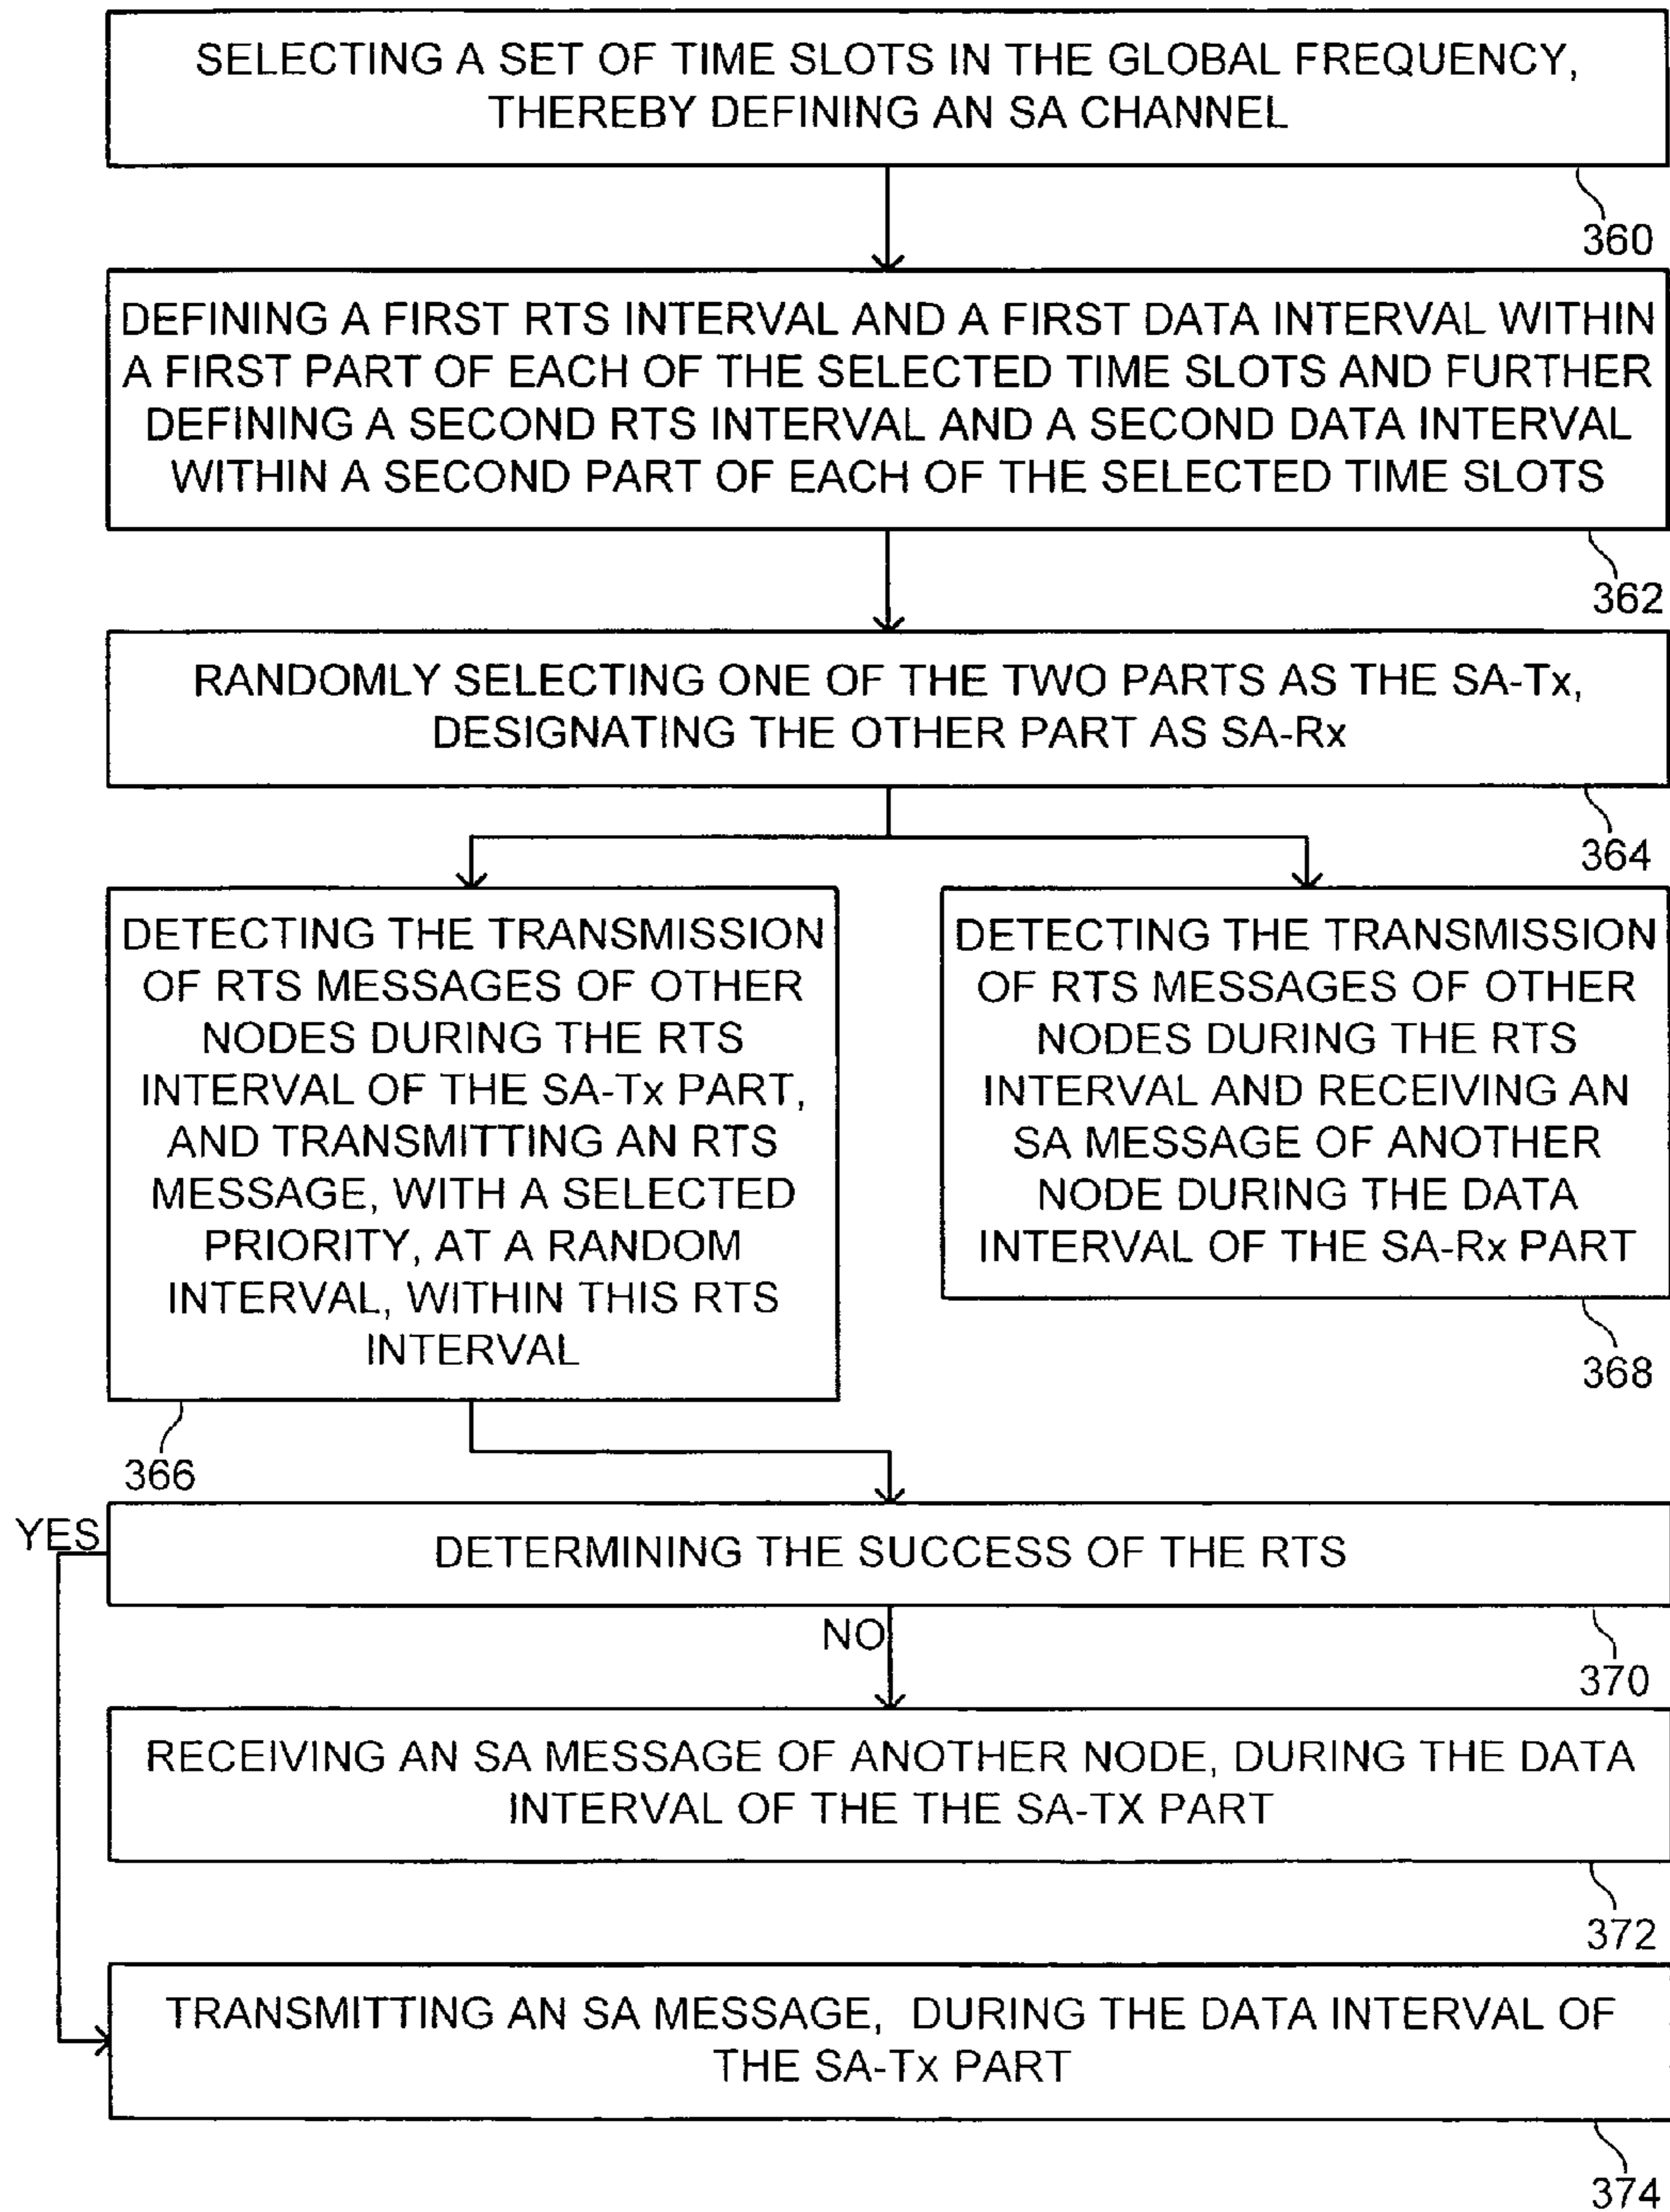 SELECTING A SET OF TIME SLOTS IN THE GLOBAL FREQUENCY,
THEREBY DEFINING AN SA CHANNEL
360
DEFINING A FIRST RTS INTERVAL AND A FIRST DATA INTERVAL WITHIN
A FIRST PART OF EACH OF THE SELECTED TIME SLOTS AND FURTHER
DEFINING A SECOND RTS INTERVAL AND A SECOND DATA INTERVAL
WITHIN A SECOND PART OF EACH OF THE SELECTED TIME SLOTS
362
RANDOMLY SELECTING ONE OF THE TWO PARTS AS THE SA-Tx,
DESIGNATING THE OTHER PART AS SA-Rx
364
DETECTING THE TRANSMISSION
OF RTS MESSAGES OF OTHER
NODES DURING THE RTS
INTERVAL OF THE SA-Tx PART,
AND TRANSMITTING AN RTS
MESSAGE, WITH A SELECTED
PRIORITY, AT A RANDOM
INTERVAL, WITHIN THIS RTS
INTERVAL
366
DETECTING THE TRANSMISSION
OF RTS MESSAGES OF OTHER
NODES DURING THE RTS
INTERVAL AND RECEIVING AN
SA MESSAGE OF ANOTHER
NODE DURING THE DATA
INTERVAL OF THE SA-Rx PART
368
YES
DETERMINING THE SUCCESS OF THE RTS
NO
370
RECEIVING AN SA MESSAGE OF ANOTHER NODE, DURING THE DATA
INTERVAL OF THE THE SA-TX PART
372
TRANSMITTING AN SA MESSAGE, DURING THE DATA INTERVAL OF
THE SA-Tx PART
374